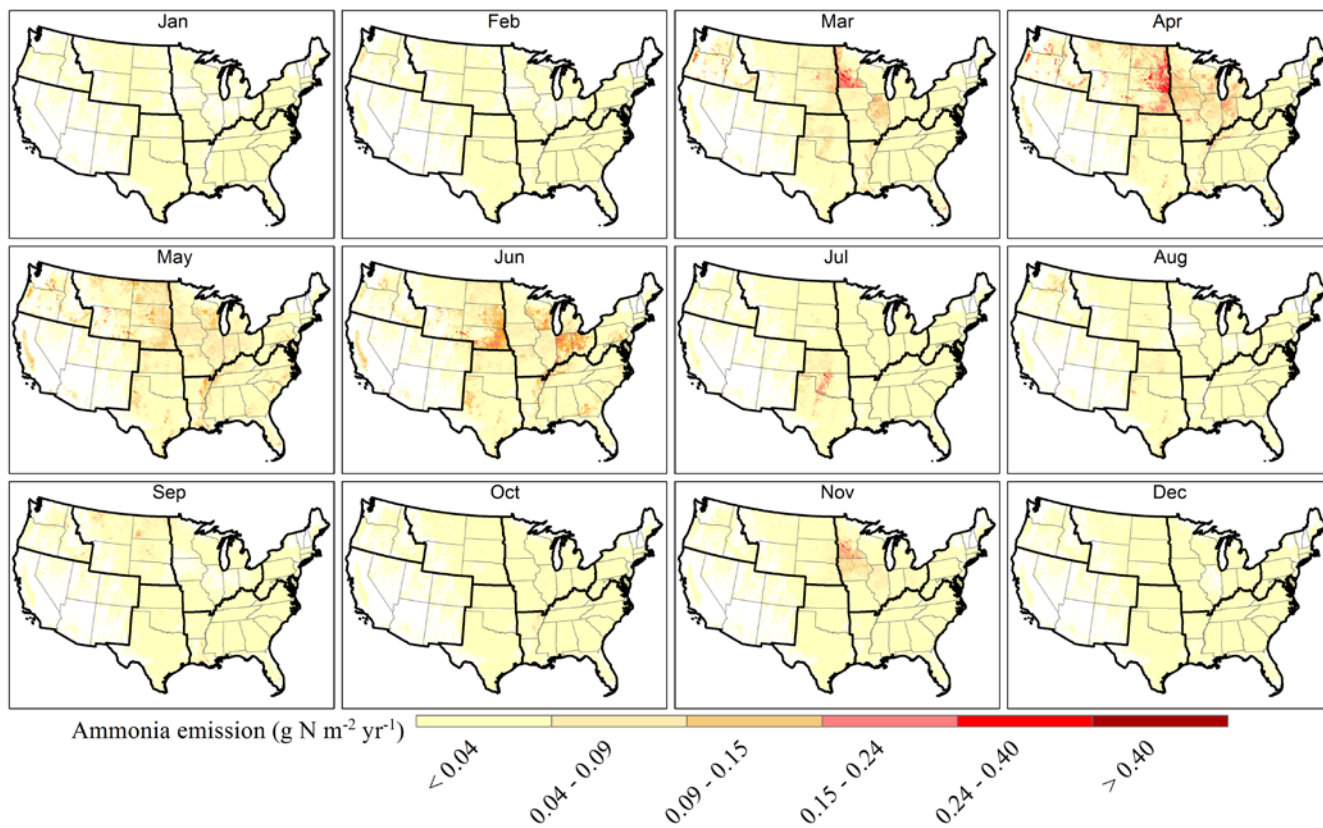 Jan
Feb
Mar
Apr
May
Jun
Jul
Aug
Sep
Oct
Nov
Dec
Ammonia emission (g N m⁻² yr⁻¹)
< 0.04
0.04 - 0.09
0.09 - 0.15
0.15 - 0.24
0.24 - 0.40
> 0.40